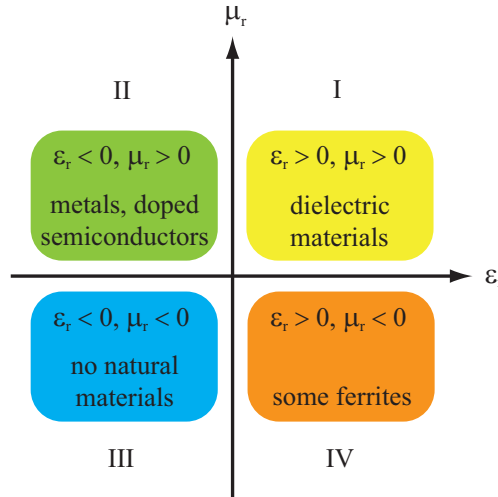 μr
II
I
εr < 0, μr > 0
metals, doped
semiconductors
εr > 0, μr > 0
dielectric
materials
ε
εr < 0, μr < 0
no natural
materials
εr > 0, μr < 0
some ferrites
III
IV